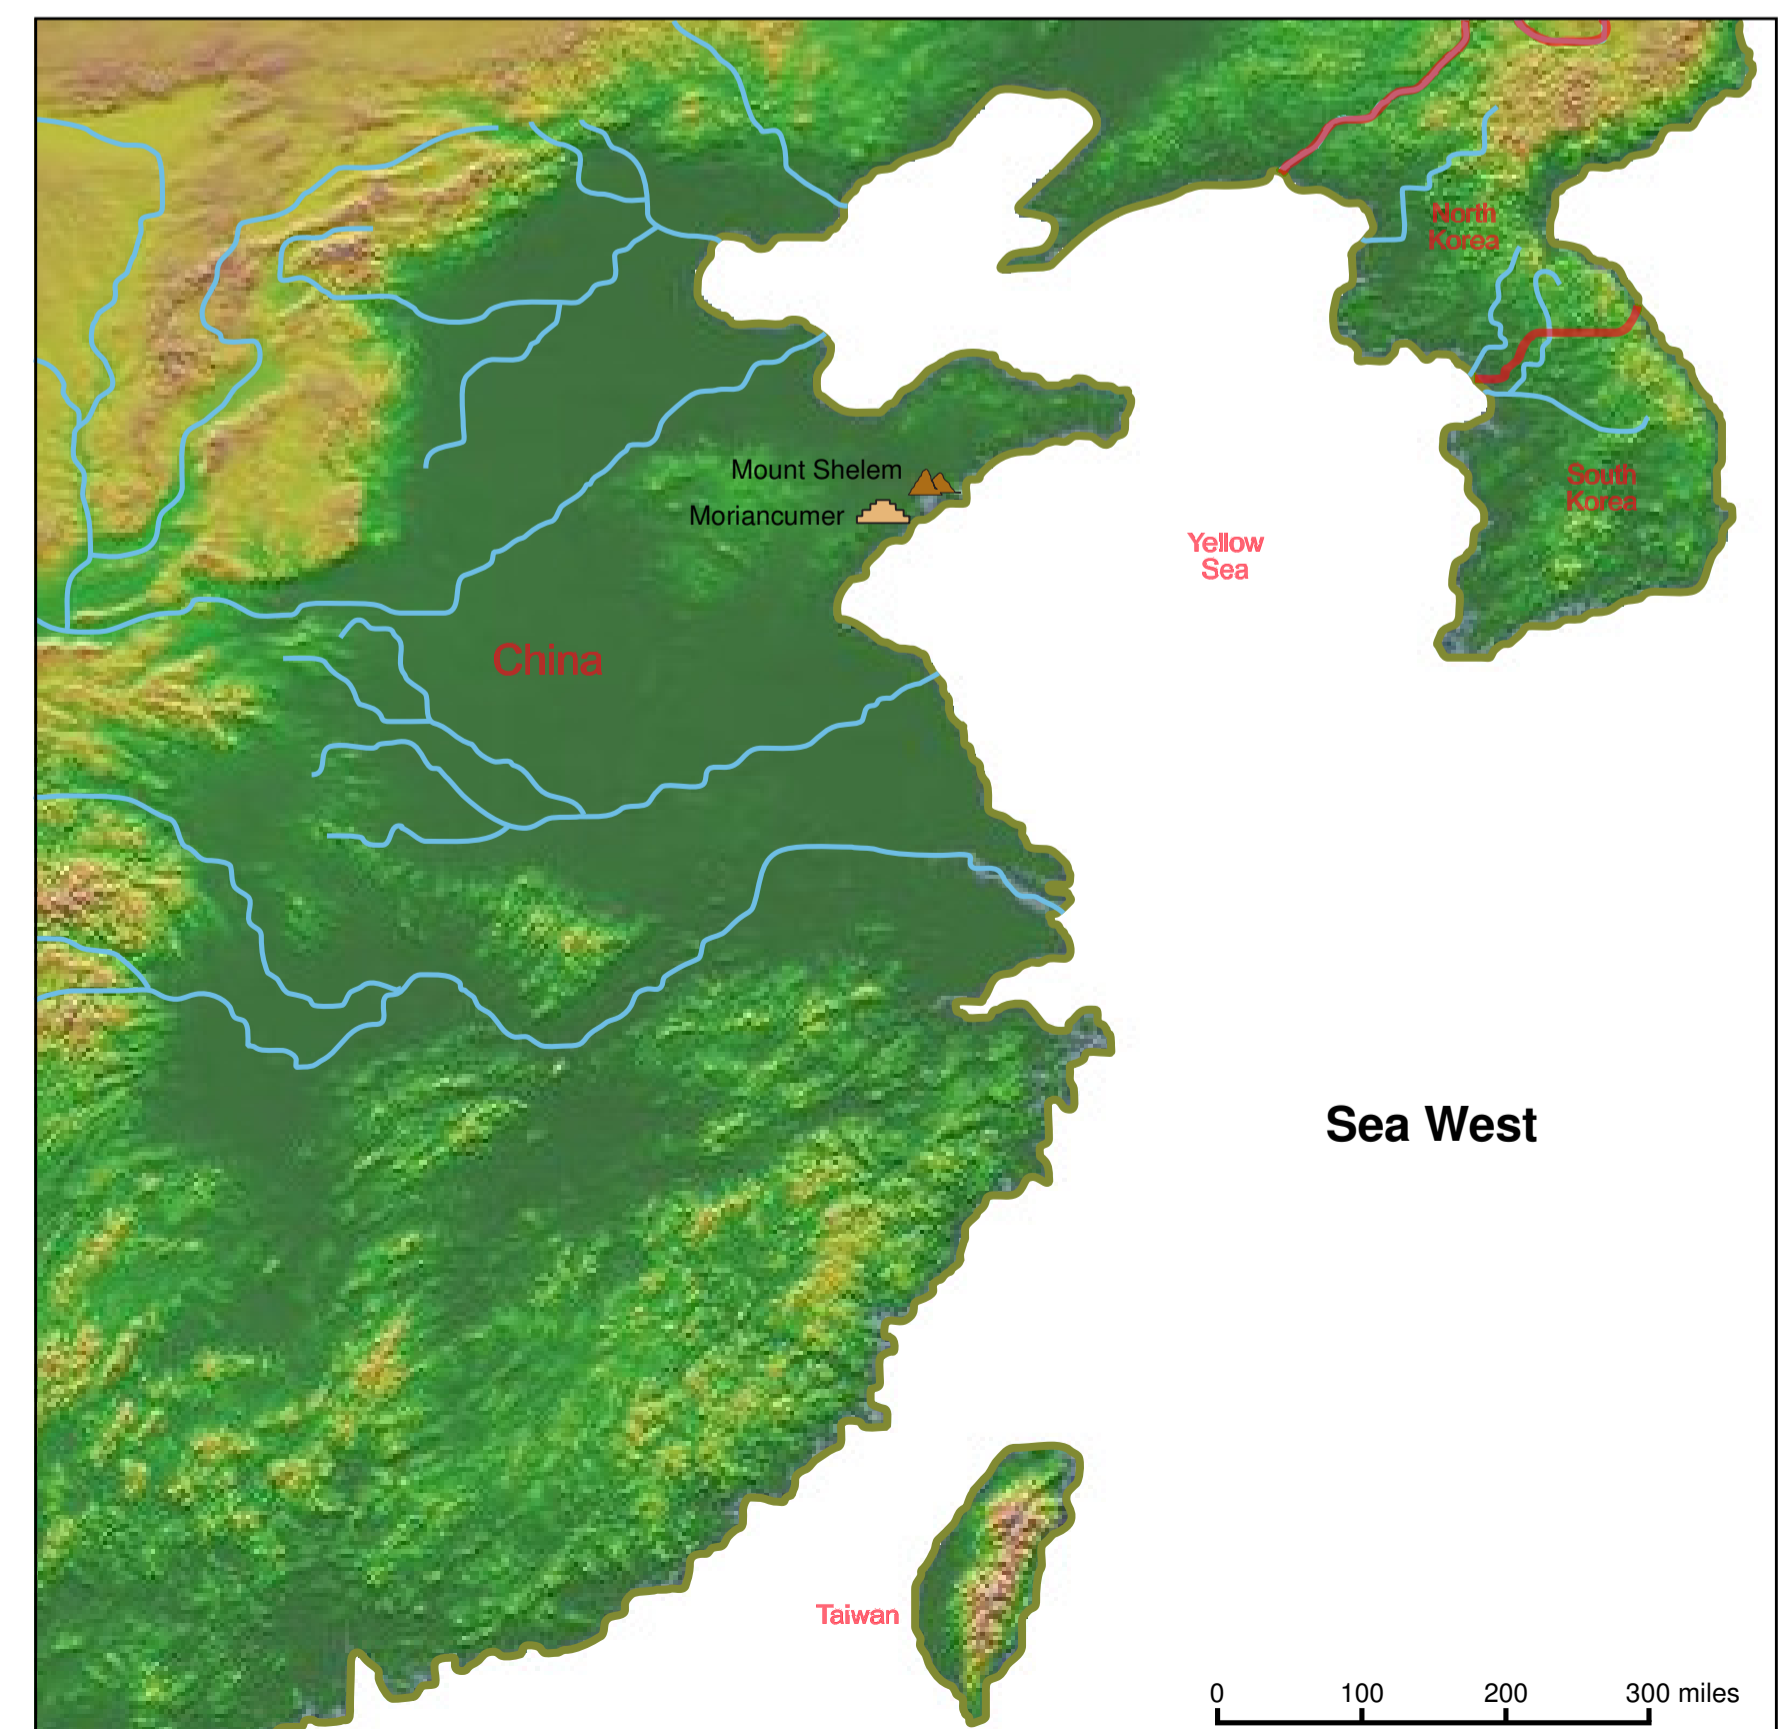 North
Korea
Mount Shelem
Moriancumer
South
Korea
Yellow
Sea
China
Sea West
Taiwan
0 100 200 300 miles